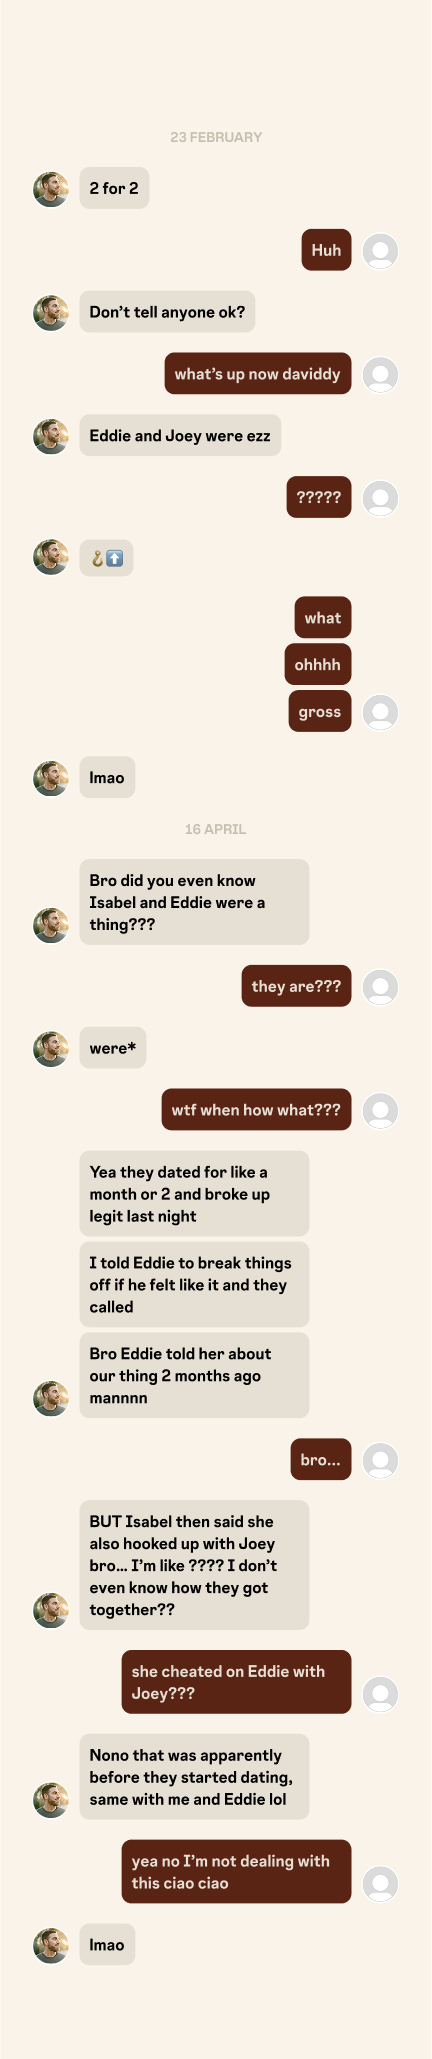 23 FEBRUARY
2 for 2
Huh
Don’t tell anyone ok?
what’s up now daviddy
Eddie and Joey were ezz
?????
🪝⬆️
what
ohhhh
gross
lmao
16 APRIL
Bro did you even know
Isabel and Eddie were a
thing???
they are???
were*
wtf when how what???
Yea they dated for like a
month or 2 and broke up
legit last night
I told Eddie to break things
off if he felt like it and they
called
Bro Eddie told her about
our thing 2 months ago
mannnn
bro...
BUT Isabel then said she
also hooked up with Joey
bro... I’m like ???? I don’t
even know how they got
together??
she cheated on Eddie with
Joey???
Nono that was apparently
before they started dating,
same with me and Eddie lol
yea no I’m not dealing with
this ciao ciao
lmao